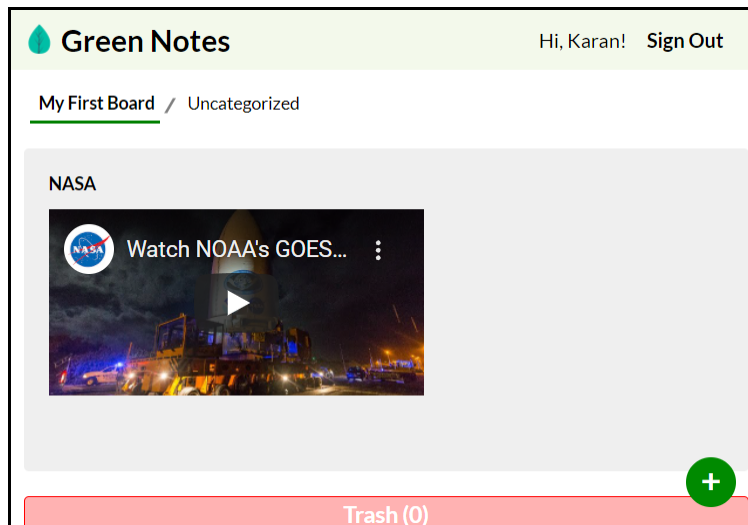 Green Notes
Hi, Karan! Sign Out
My First Board / Uncategorized
NASA
NASA
Watch NOAA's GOES...
+
Trash (0)